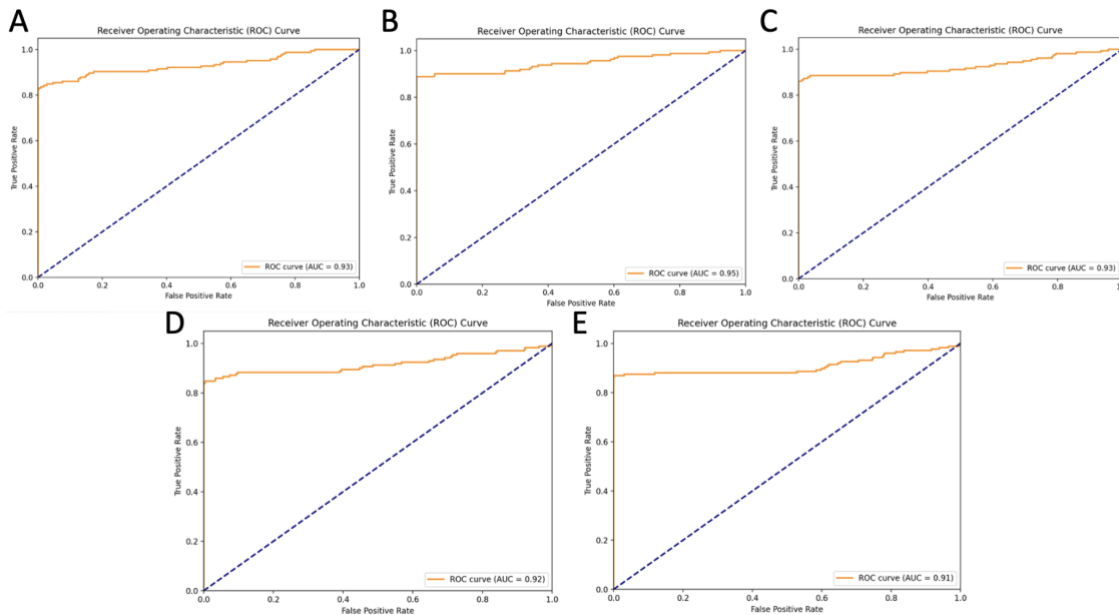 A
Receiver Operating Characteristic (ROC) Curve
True Positive Rate
1.0
0.8
0.6
0.4
0.2
0.0
ROC curve (AUC = 0.93)
0.0 0.2 0.4 0.6 0.8 1.0
False Positive Rate
B
Receiver Operating Characteristic (ROC) Curve
True Positive Rate
1.0
0.8
0.6
0.4
0.2
0.0
ROC curve (AUC = 0.95)
0.0 0.2 0.4 0.6 0.8 1.0
False Positive Rate
C
Receiver Operating Characteristic (ROC) Curve
True Positive Rate
1.0
0.8
0.6
0.4
0.2
0.0
ROC curve (AUC = 0.93)
0.0 0.2 0.4 0.6 0.8
False Positive Rate
D
Receiver Operating Characteristic (ROC) Curve
True Positive Rate
1.0
0.8
0.6
0.4
0.2
0.0
ROC curve (AUC = 0.92)
0.0 0.2 0.4 0.6 0.8 1.0
False Positive Rate
E
Receiver Operating Characteristic (ROC) Curve
True Positive Rate
1.0
0.8
0.6
0.4
0.2
0.0
ROC curve (AUC = 0.91)
0.0 0.2 0.4 0.6 0.8 1.0
False Positive Rate